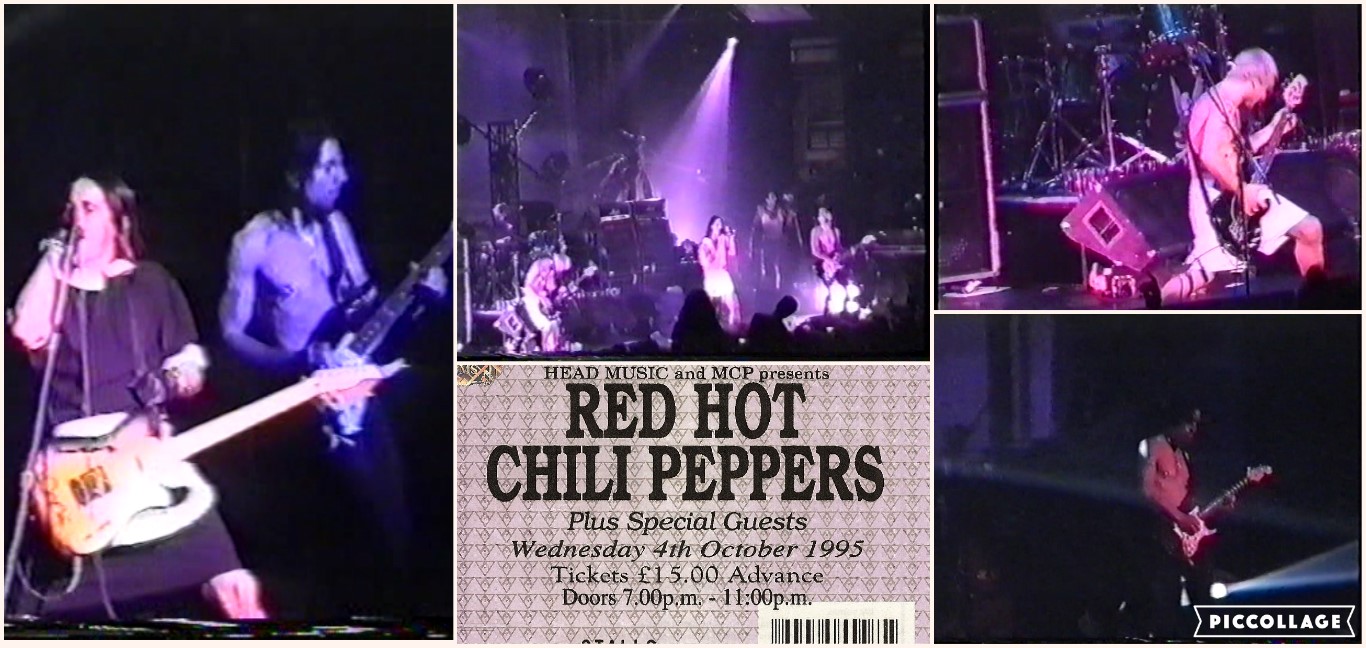 HEAD MUSIC and MCP presents
RED HOT
CHILI PEPPERS
Plus Special Guests
Wednesday 4th October 1995
Tickets £15.00 Advance
Doors 7.00p.m. - 11:00p.m.
PICCOLLAGE